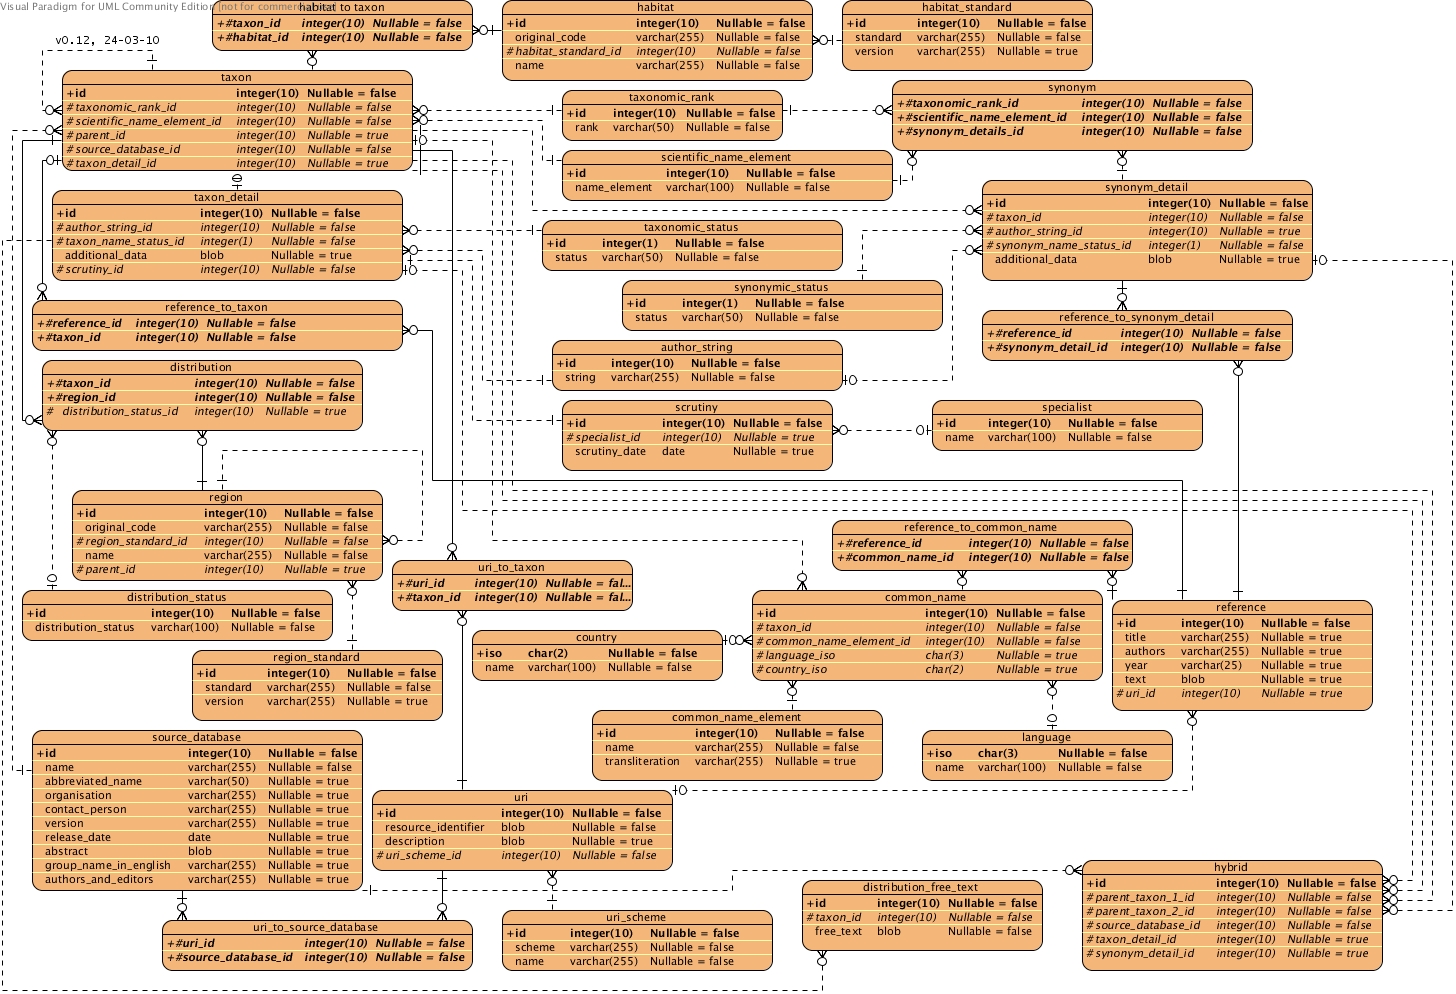 Visual Paradigm for UML Community Edition [not for commercial use]
v0.12, 24-03-10
habitat to taxon
+#taxon_id integer(10) Nullable = false
+#habitat_id integer(10) Nullable = false
habitat
+id integer(10) Nullable = false
original_code varchar(255) Nullable = false
#habitat_standard_id integer(10) Nullable = false
name varchar(255) Nullable = false
habitat_standard
+id integer(10) Nullable = false
standard varchar(255) Nullable = false
version varchar(255) Nullable = true
taxon
+id integer(10) Nullable = false
#taxonomic_rank_id integer(10) Nullable = false
#scientific_name_element_id integer(10) Nullable = false
#parent_id integer(10) Nullable = true
#source_database_id integer(10) Nullable = false
#taxon_detail_id integer(10) Nullable = true
taxonomic_rank
+id integer(10) Nullable = false
rank varchar(50) Nullable = false
synonym
+#taxonomic_rank_id integer(10) Nullable = false
+#scientific_name_element_id integer(10) Nullable = false
+#synonym_details_id integer(10) Nullable = false
scientific_name_element
+id integer(10) Nullable = false
name_element varchar(100) Nullable = false
taxon_detail
+id integer(10) Nullable = false
#author_string_id integer(10) Nullable = false
#taxon_name_status_id integer(1) Nullable = false
additional_data blob Nullable = true
#scrutiny_id integer(10) Nullable = false
taxonomic_status
+id integer(1) Nullable = false
status varchar(50) Nullable = false
synonym_detail
+id integer(10) Nullable = false
#taxon_id integer(10) Nullable = false
#author_string_id integer(10) Nullable = true
#synonym_name_status_id integer(1) Nullable = false
additional_data blob Nullable = true
synonymic_status
+id integer(1) Nullable = false
status varchar(50) Nullable = false
reference_to_taxon
+#reference_id integer(10) Nullable = false
+#taxon_id integer(10) Nullable = false
reference_to_synonym_detail
+#reference_id integer(10) Nullable = false
+#synonym_detail_id integer(10) Nullable = false
author_string
+id integer(10) Nullable = false
string varchar(255) Nullable = false
distribution
+#taxon_id integer(10) Nullable = false
+#region_id integer(10) Nullable = false
# distribution_status_id integer(10) Nullable = true
scrutiny
+id integer(10) Nullable = false
#specialist_id integer(10) Nullable = true
scrutiny_date date Nullable = true
specialist
+id integer(10) Nullable = false
name varchar(100) Nullable = false
region
+id integer(10) Nullable = false
original_code varchar(255) Nullable = false
#region_standard_id integer(10) Nullable = false
name varchar(255) Nullable = false
#parent_id integer(10) Nullable = true
reference_to_common_name
+#reference_id integer(10) Nullable = false
+#common_name_id integer(10) Nullable = false
uri_to_taxon
+#uri_id integer(10) Nullable = fal...
+#taxon_id integer(10) Nullable = fal...
distribution_status
+id integer(10) Nullable = false
distribution_status varchar(100) Nullable = false
common_name
+id integer(10) Nullable = false
#taxon_id integer(10) Nullable = false
#common_name_element_id integer(10) Nullable = false
#language_iso char(3) Nullable = true
#country_iso char(2) Nullable = true
reference
+id integer(10) Nullable = false
title varchar(255) Nullable = true
authors varchar(255) Nullable = true
year varchar(25) Nullable = true
text blob Nullable = true
#uri_id integer(10) Nullable = true
country
+iso char(2) Nullable = false
name varchar(100) Nullable = false
region_standard
+id integer(10) Nullable = false
standard varchar(255) Nullable = false
version varchar(255) Nullable = true
common_name_element
+id integer(10) Nullable = false
name varchar(255) Nullable = false
transliteration varchar(255) Nullable = true
language
+iso char(3) Nullable = false
name varchar(100) Nullable = false
source_database
+id integer(10) Nullable = false
name varchar(255) Nullable = false
abbreviated_name varchar(50) Nullable = true
organisation varchar(255) Nullable = true
contact_person varchar(255) Nullable = true
version varchar(255) Nullable = true
release_date date Nullable = true
abstract blob Nullable = true
group_name_in_english varchar(255) Nullable = true
authors_and_editors varchar(255) Nullable = true
uri
+id integer(10) Nullable = false
resource_identifier blob Nullable = false
description blob Nullable = true
#uri_scheme_id integer(10) Nullable = false
hybrid
+id integer(10) Nullable = false
#parent_taxon_1_id integer(10) Nullable = false
#parent_taxon_2_id integer(10) Nullable = false
#source_database_id integer(10) Nullable = false
#taxon_detail_id integer(10) Nullable = true
#synonym_detail_id integer(10) Nullable = true
distribution_free_text
+id integer(10) Nullable = false
#taxon_id integer(10) Nullable = false
free_text blob Nullable = false
uri_to_source_database
+#uri_id integer(10) Nullable = false
+#source_database_id integer(10) Nullable = false
uri_scheme
+id integer(10) Nullable = false
scheme varchar(255) Nullable = false
name varchar(255) Nullable = false